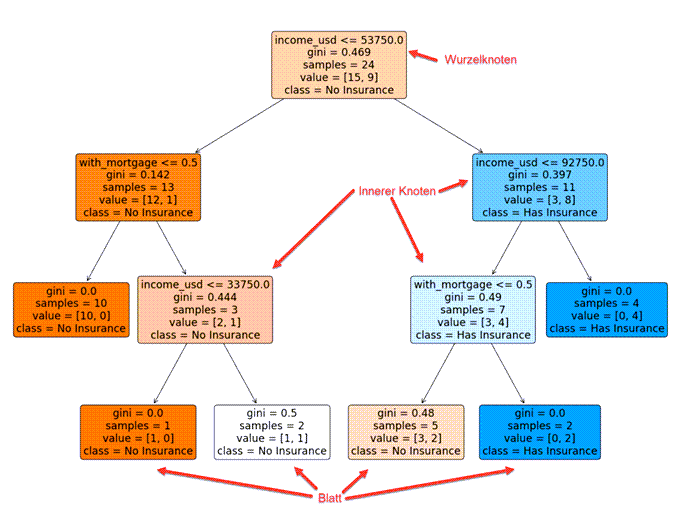 income_usd <= 53750.0
gini = 0.469
samples = 24
value = [15, 9]
class = No Insurance
Wurzelknoten
with_mortgage <= 0.5
gini = 0.142
samples = 13
value = [12, 1]
class = No Insurance
income_usd <= 92750.0
gini = 0.397
samples = 11
value = [3, 8]
class = Has Insurance
Innerer Knoten
gini = 0.0
samples = 10
value = [10, 0]
class = No Insurance
income_usd <= 33750.0
gini = 0.444
samples = 3
value = [2, 1]
class = No Insurance
with_mortgage <= 0.5
gini = 0.49
samples = 7
value = [3, 4]
class = Has Insurance
gini = 0.0
samples = 4
value = [0, 4]
class = Has Insurance
gini = 0.0
samples = 1
value = [1, 0]
class = No Insurance
gini = 0.5
samples = 2
value = [1, 1]
class = No Insurance
gini = 0.48
samples = 5
value = [3, 2]
class = No Insurance
gini = 0.0
samples = 2
value = [0, 2]
class = Has Insurance
Blatt